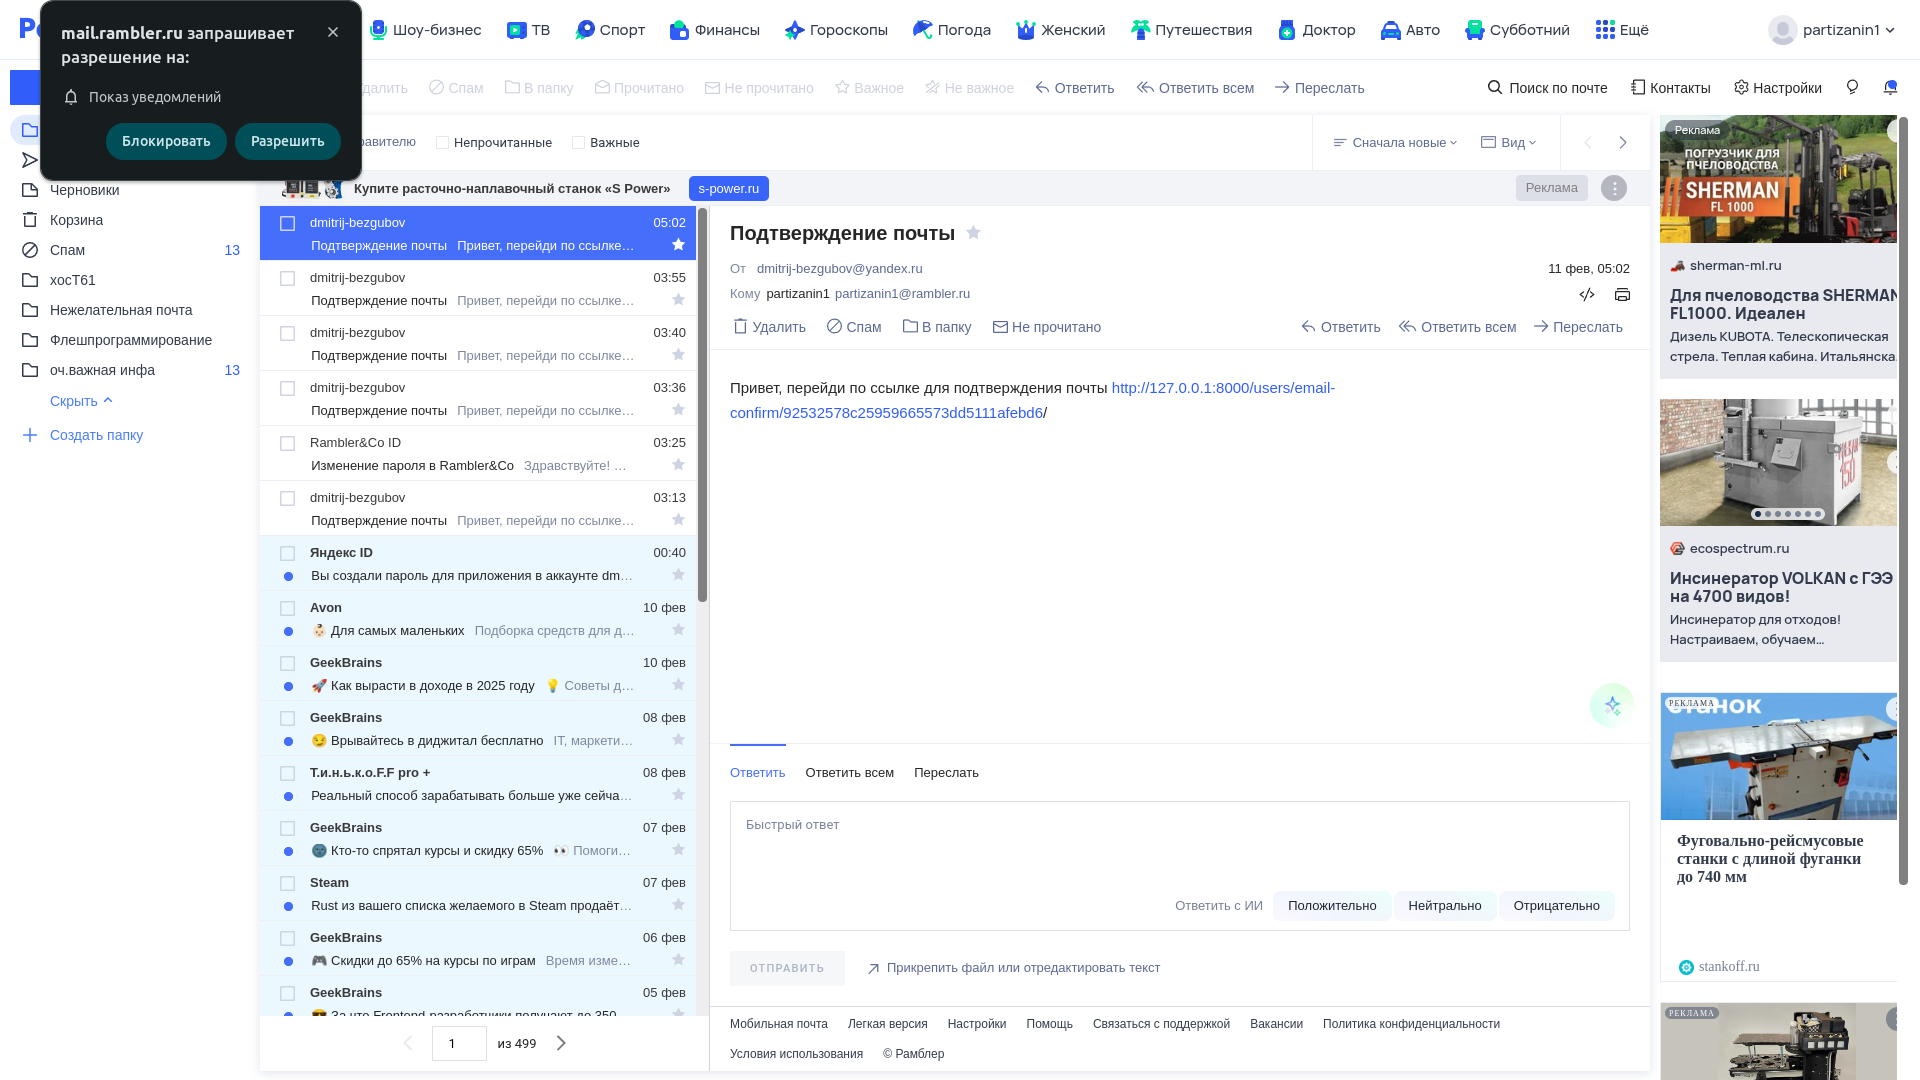 mail.rambler.ru запрашивает
разрешение на:
Показ уведомлений
Блокировать Разрешить
Шоу-бизнес ТВ Спорт Финансы Гороскопы Погода Женский Путешествия Доктор Авто Субботний Ещё partizanin1
Спам В папку Прочитано Не прочитано Важное Не важное Ответить Ответить всем Переслать Поиск по почте Контакты Настройки
Непрочитанные Важные Сначала новые Вид
Черновики
Корзина
Спам 13
хосТ61
Нежелательная почта
Флешпрограммирование
оч.важная инфа 13
Скрыть
Создать папку
Купите расточно-наплавочный станок «S Power» s-power.ru Реклама
dmitrij-bezgubov 05:02
Подтверждение почты Привет, перейди по ссылке…
dmitrij-bezgubov 03:55
Подтверждение почты Привет, перейди по ссылке…
dmitrij-bezgubov 03:40
Подтверждение почты Привет, перейди по ссылке…
dmitrij-bezgubov 03:36
Подтверждение почты Привет, перейди по ссылке…
Rambler&Co ID 03:25
Изменение пароля в Rambler&Co Здравствуйте! …
dmitrij-bezgubov 03:13
Подтверждение почты Привет, перейди по ссылке…
Яндекс ID 00:40
Вы создали пароль для приложения в аккаунте dm…
Avon 10 фев
Для самых маленьких Подборка средств для д…
GeekBrains 10 фев
Как вырасти в доходе в 2025 году Советы д…
GeekBrains 08 фев
Врывайтесь в диджитал бесплатно IT, маркети…
Т.и.н.ь.к.о.F.F pro + 08 фев
Реальный способ зарабатывать больше уже сейча…
GeekBrains 07 фев
Кто-то спрятал курсы и скидку 65% Помоги…
Steam 07 фев
Rust из вашего списка желаемого в Steam продаёт…
GeekBrains 06 фев
Скидки до 65% на курсы по играм Время изме…
GeekBrains 05 фев
За что Frontend-разработчики получают до 350
1 из 499
Подтверждение почты
От dmitrij-bezgubov@yandex.ru 11 фев, 05:02
Кому partizanin1 partizanin1@rambler.ru
Удалить Спам В папку Не прочитано Ответить Ответить всем Переслать
Привет, перейди по ссылке для подтверждения почты http://127.0.0.1:8000/users/email-
confirm/92532578c25959665573dd5111afebd6/
Ответить Ответить всем Переслать
Быстрый ответ
Ответить с ИИ Положительно Нейтрально Отрицательно
ОТПРАВИТЬ Прикрепить файл или отредактировать текст
Мобильная почта Легкая версия Настройки Помощь Связаться с поддержкой Вакансии Политика конфиденциальности
Условия использования © Рамблер
Реклама
ПОГРУЗЧИК ДЛЯ
ПЧЕЛОВОДСТВА
SHERMAN
FL 1000
sherman-ml.ru
Для пчеловодства SHERMAN
FL1000. Идеален
Дизель KUBOTA. Телескопическая
стрела. Теплая кабина. Итальянска
VOLKAN
150
ecospectrum.ru
Инсинератор VOLKAN с ГЭЭ
на 4700 видов!
Инсинератор для отходов!
Настраиваем, обучаем…
РЕКЛАМА
станок
Фуговально-рейсмусовые
станки с длиной фуганки
до 740 мм
stankoff.ru
РЕКЛАМА